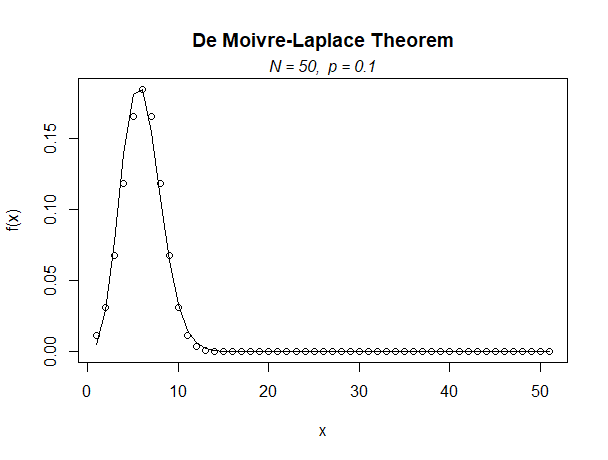 De Moivre-Laplace Theorem
N = 50, p = 0.1
f(x)
0.15
0.10
0.05
0.00
0 10 20 30 40 50
x